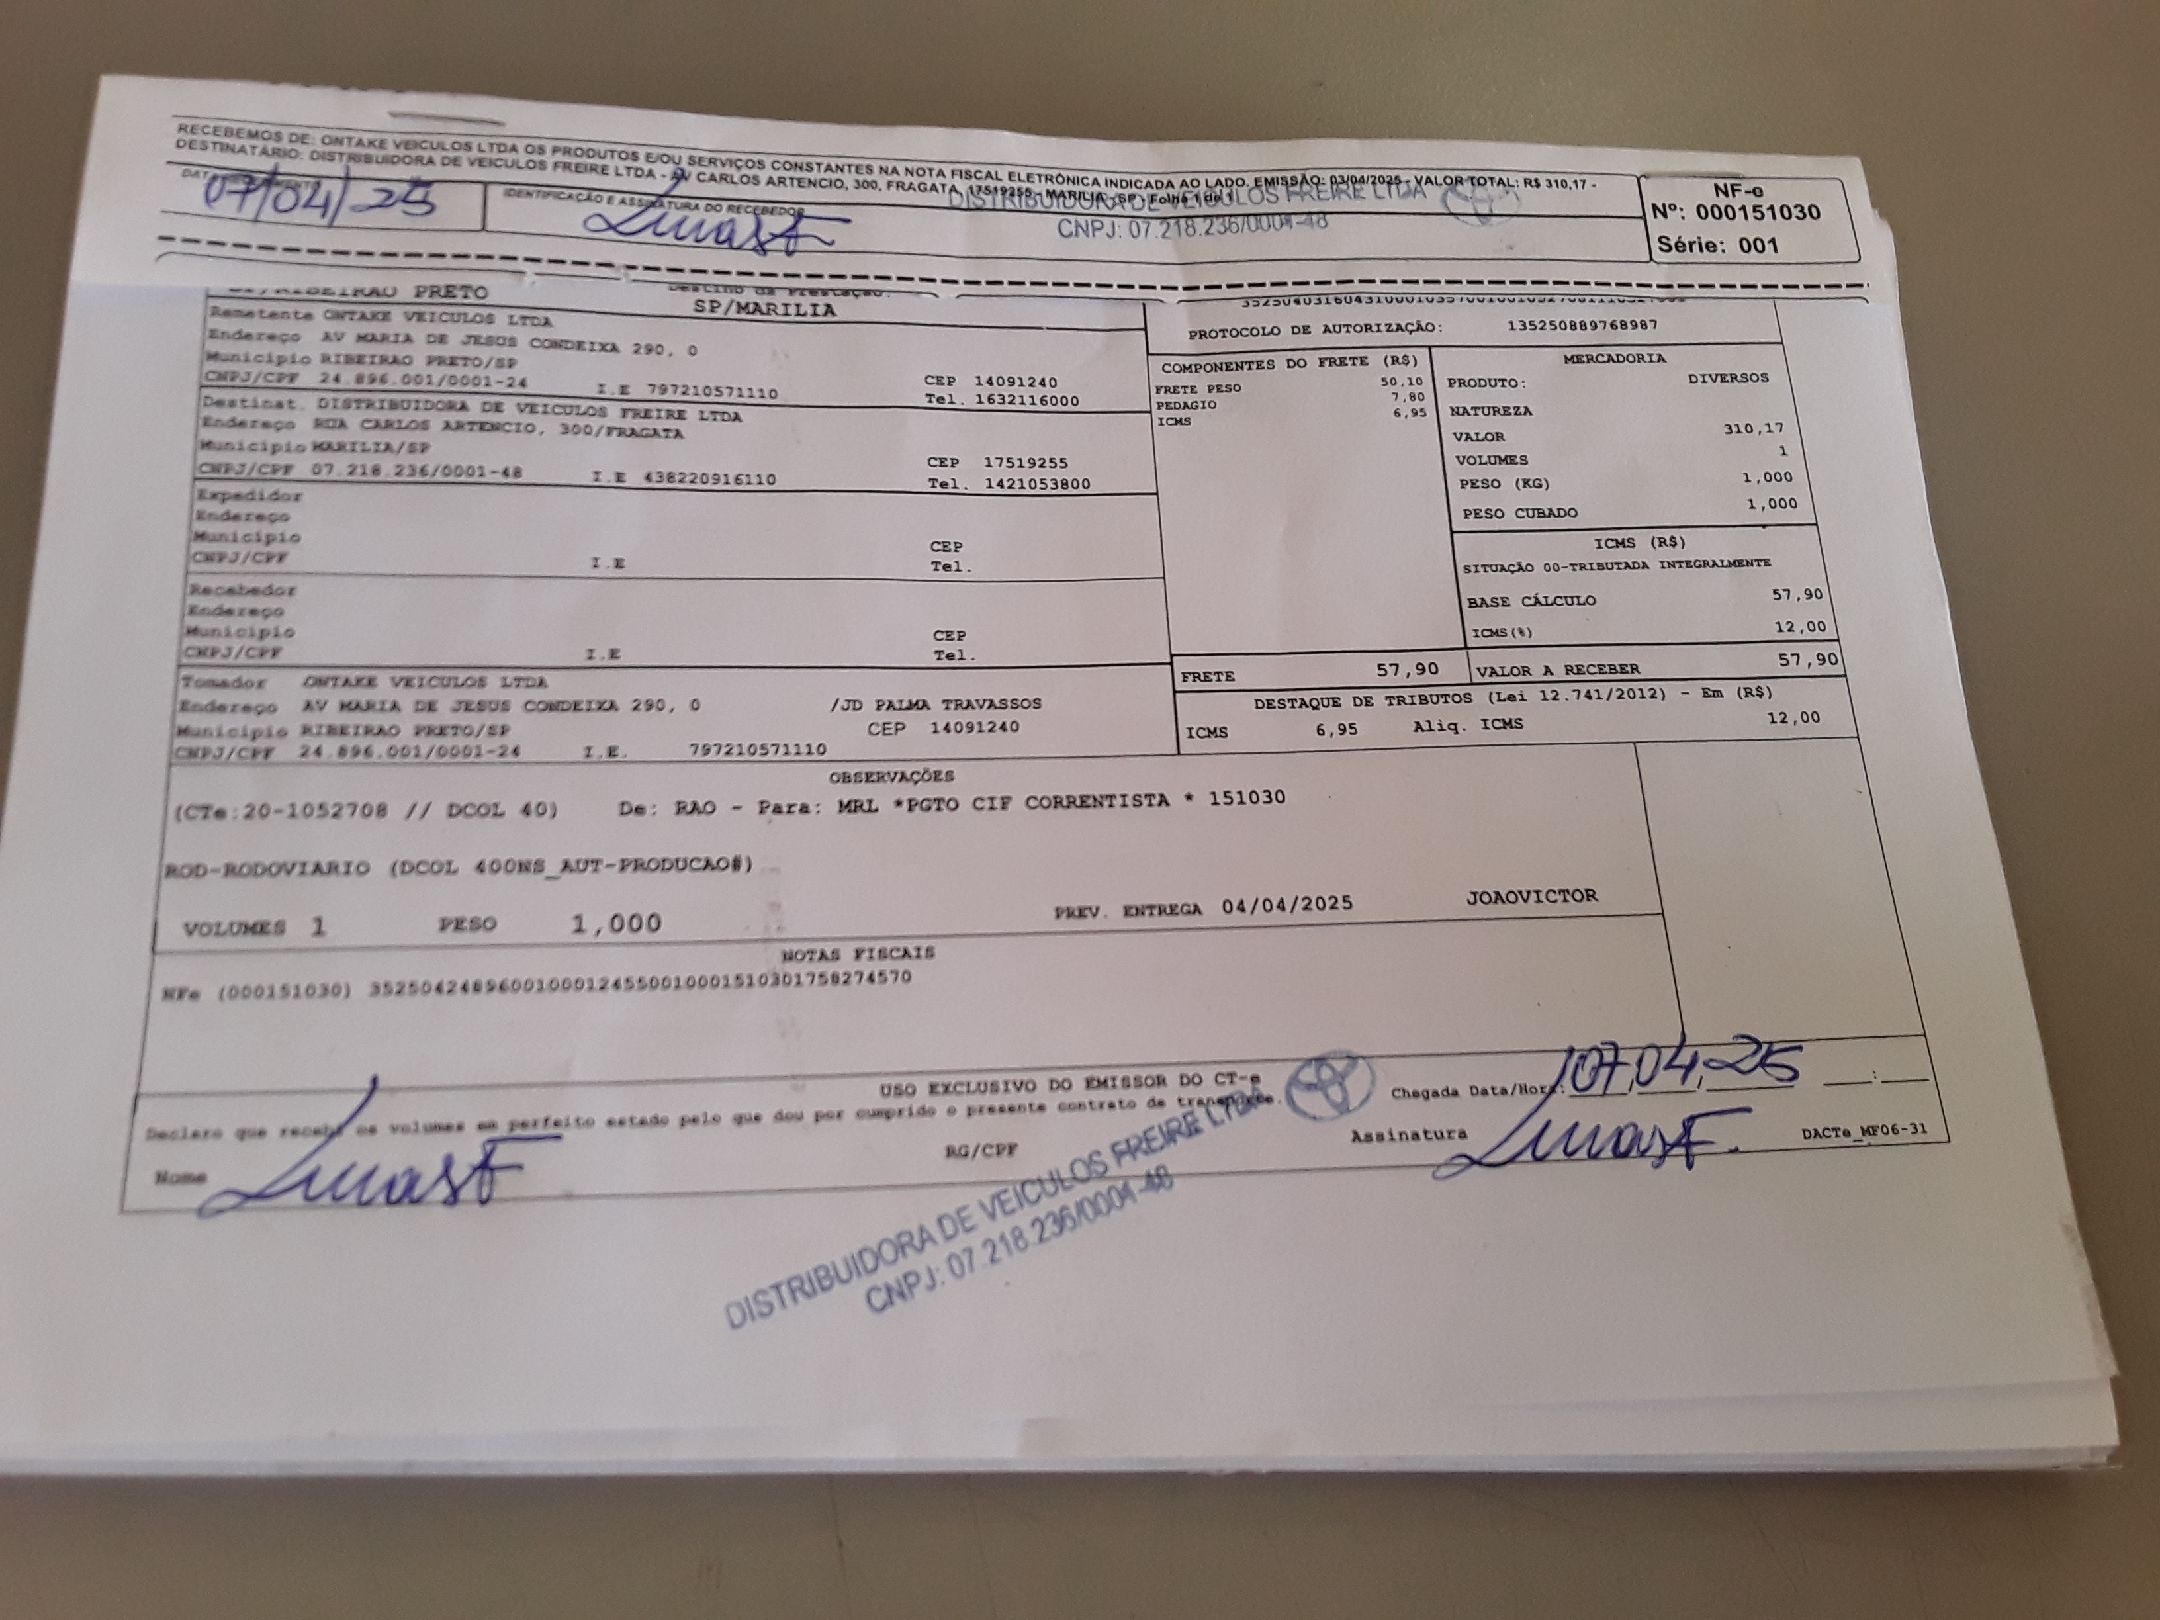 RECEBEMOS DE: ONTAKE VEICULOS LTDA OS PRODUTOS E/OU SERVIÇOS CONSTANTES NA NOTA FISCAL ELETRÔNICA INDICADA AO LADO. EMISSÃO: 03/04/2025 - VALOR TOTAL: R$ 310,17 -
DESTINATÁRIO: DISTRIBUIDORA DE VEICULOS FREIRE LTDA - AV CARLOS ARTENCIO, 300, FRAGATA, 17519255 - MARILIA - SP - Folha 1 de 1
07/04/25
IDENTIFICAÇÃO E ASSINATURA DO RECEBEDOR
DISTRIBUIDORA DE VEICULOS FREIRE LTDA
CNPJ: 07.218.236/0001-48
NF-e
Nº: 000151030
Série: 001
SP/RIBEIRAO PRETO
Destino da Prestação:
SP/MARILIA
Remetente ONTAKE VEICULOS LTDA
Endereço AV MARIA DE JESUS CONDEIXA 290, 0
Municipio RIBEIRAO PRETO/SP CEP 14091240
CNPJ/CPF 24.896.001/0001-24 I.E 797210571110 Tel. 1632116000
Destinat. DISTRIBUIDORA DE VEICULOS FREIRE LTDA
Endereço RUA CARLOS ARTENCIO, 300/FRAGATA
Municipio MARILIA/SP CEP 17519255
CNPJ/CPF 07.218.236/0001-48 I.E 438220916110 Tel. 1421053800
Expedidor
Endereço
Municipio CEP
CNPJ/CPF I.E Tel.
Recebedor
Endereço
Municipio CEP
CNPJ/CPF I.E Tel.
Tomador ONTAKE VEICULOS LTDA
Endereço AV MARIA DE JESUS CONDEIXA 290, 0 /JD PALMA TRAVASSOS
Municipio RIBEIRAO PRETO/SP CEP 14091240
CNPJ/CPF 24.896.001/0001-24 I.E. 797210571110
PROTOCOLO DE AUTORIZAÇÃO: 135250889768987
COMPONENTES DO FRETE (R$)
FRETE PESO 50,10
PEDAGIO 7,80
ICMS 6,95
MERCADORIA
PRODUTO: DIVERSOS
NATUREZA
VALOR 310,17
VOLUMES 1
PESO (KG) 1,000
PESO CUBADO 1,000
ICMS (R$)
SITUAÇÃO 00-TRIBUTADA INTEGRALMENTE
BASE CÁLCULO 57,90
ICMS(%) 12,00
FRETE 57,90 VALOR A RECEBER 57,90
DESTAQUE DE TRIBUTOS (Lei 12.741/2012) - Em (R$)
ICMS 6,95 Aliq. ICMS 12,00
OBSERVAÇÕES
(CTe:20-1052708 // DCOL 40) De: RAO - Para: MRL *PGTO CIF CORRENTISTA * 151030
ROD-RODOVIARIO (DCOL 400NS_AUT-PRODUCAO#)
VOLUMES 1 PESO 1,000 PREV. ENTREGA 04/04/2025 JOAOVICTOR
NOTAS FISCAIS
NFe (000151030) 35250424896001000124550010001510301758274570
USO EXCLUSIVO DO EMISSOR DO CT-e
Declaro que recebi os volumes em perfeito estado pelo que dou por cumprido o presente contrato de transporte.
Chegada Data/Hora: 07,04,25 __:__
Nome
RG/CPF
Assinatura
DACTe_MF06-31
DISTRIBUIDORA DE VEICULOS FREIRE LTDA
CNPJ: 07.218.236/0001-48